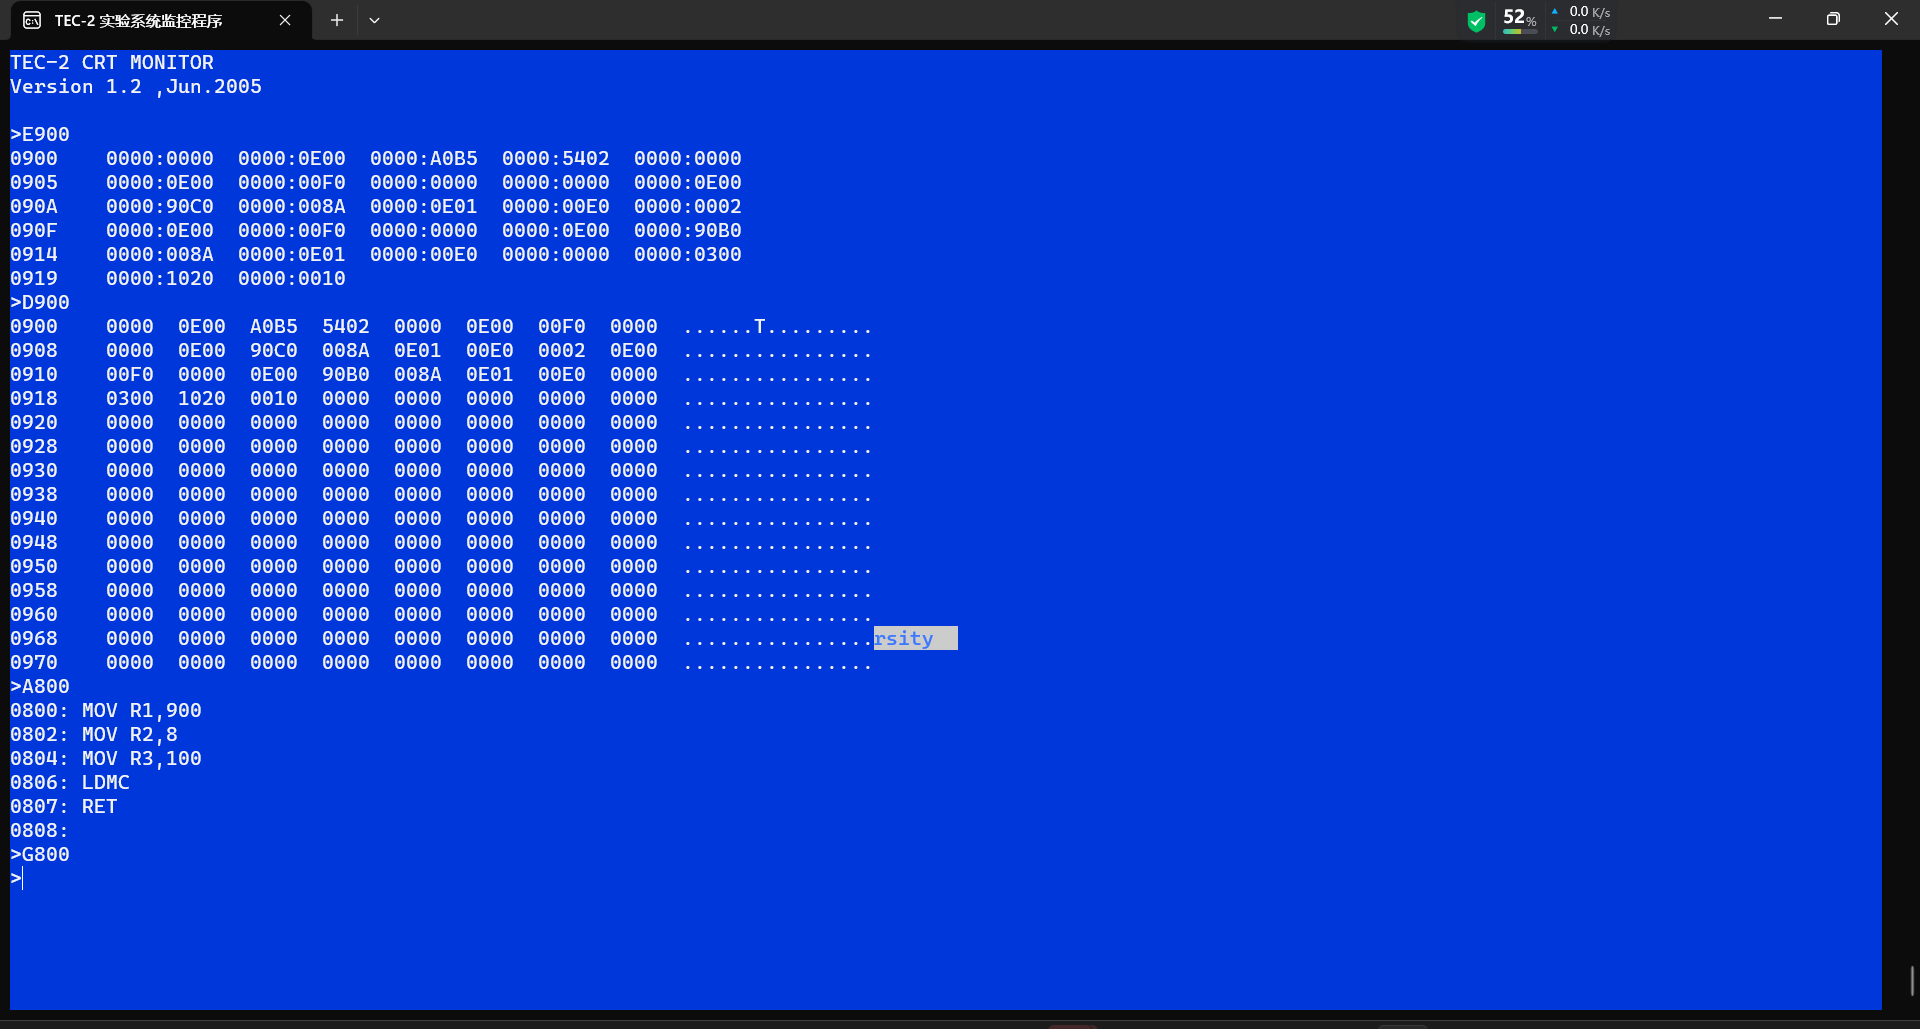 TEC-2 实验系统监控程序
52%
0.0 K/s
0.0 K/s
TEC-2 CRT MONITOR
Version 1.2 ,Jun.2005
>E900
0900    0000:0000  0000:0E00  0000:A0B5  0000:5402  0000:0000
0905    0000:0E00  0000:00F0  0000:0000  0000:0000  0000:0E00
090A    0000:90C0  0000:008A  0000:0E01  0000:00E0  0000:0002
090F    0000:0E00  0000:00F0  0000:0000  0000:0E00  0000:90B0
0914    0000:008A  0000:0E01  0000:00E0  0000:0000  0000:0300
0919    0000:1020  0000:0010
>D900
0900    0000  0E00  A0B5  5402  0000  0E00  00F0  0000  ......T.........
0908    0000  0E00  90C0  008A  0E01  00E0  0002  0E00  ................
0910    00F0  0000  0E00  90B0  008A  0E01  00E0  0000  ................
0918    0300  1020  0010  0000  0000  0000  0000  0000  ................
0920    0000  0000  0000  0000  0000  0000  0000  0000  ................
0928    0000  0000  0000  0000  0000  0000  0000  0000  ................
0930    0000  0000  0000  0000  0000  0000  0000  0000  ................
0938    0000  0000  0000  0000  0000  0000  0000  0000  ................
0940    0000  0000  0000  0000  0000  0000  0000  0000  ................
0948    0000  0000  0000  0000  0000  0000  0000  0000  ................
0950    0000  0000  0000  0000  0000  0000  0000  0000  ................
0958    0000  0000  0000  0000  0000  0000  0000  0000  ................
0960    0000  0000  0000  0000  0000  0000  0000  0000  ................
0968    0000  0000  0000  0000  0000  0000  0000  0000  ................rsity
0970    0000  0000  0000  0000  0000  0000  0000  0000  ................
>A800
0800: MOV R1,900
0802: MOV R2,8
0804: MOV R3,100
0806: LDMC
0807: RET
0808:
>G800
>